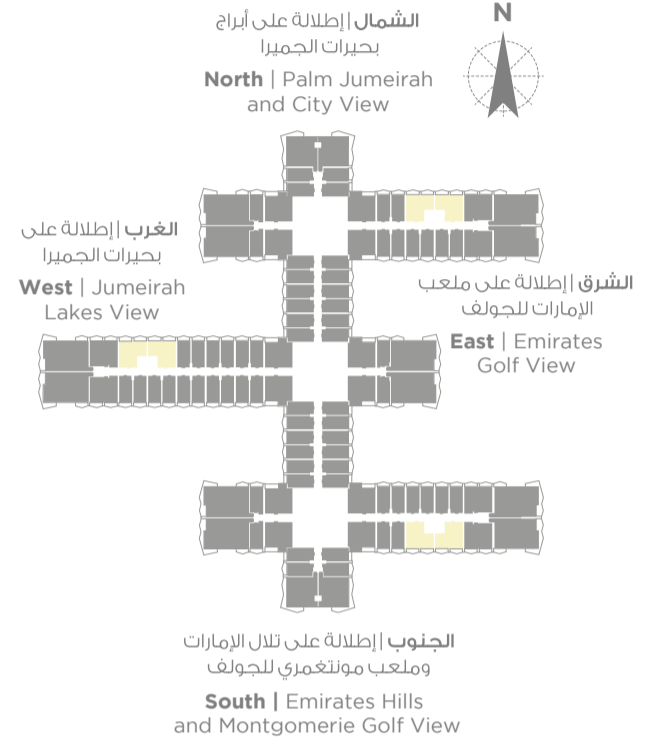 الشمال | إطلالة على أبراج
بحيرات الجميرا
North | Palm Jumeirah
and City View
N
الغرب | إطلالة على
بحيرات الجميرا
West | Jumeirah
Lakes View
الشرق | إطلالة على ملعب
الإمارات للجولف
East | Emirates
Golf View
الجنوب | إطلالة على تلال الإمارات
وملعب مونتغمري للجولف
South | Emirates Hills
and Montgomerie Golf View